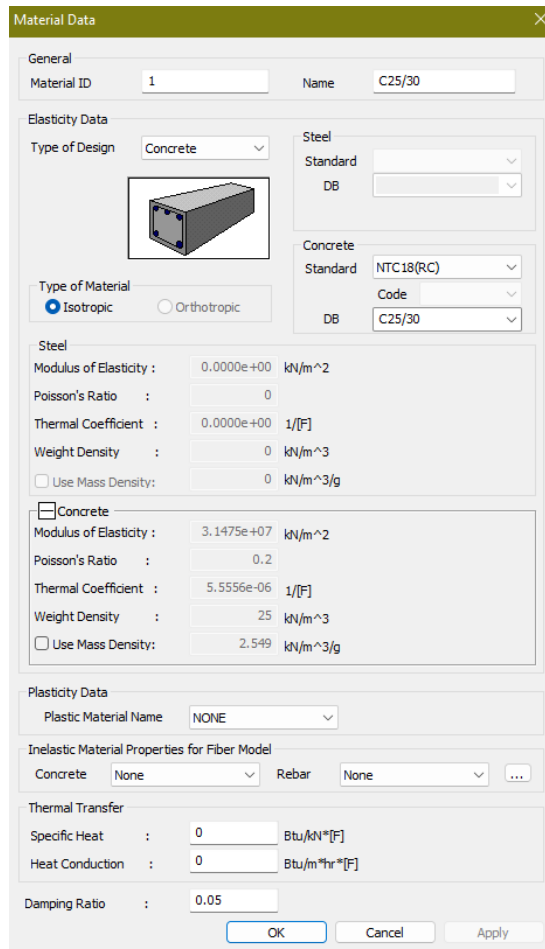 Material Data
General
Material ID 1 Name C25/30
Elasticity Data
Type of Design Concrete
Steel
Standard
DB
Concrete
Standard NTC18(RC)
Code
DB C25/30
Type of Material
Isotropic Orthotropic
Steel
Modulus of Elasticity : 0.0000e+00 kN/m^2
Poisson's Ratio : 0
Thermal Coefficient : 0.0000e+00 1/[F]
Weight Density : 0 kN/m^3
Use Mass Density: 0 kN/m^3/g
Concrete
Modulus of Elasticity : 3.1475e+07 kN/m^2
Poisson's Ratio : 0.2
Thermal Coefficient : 5.5556e-06 1/[F]
Weight Density : 25 kN/m^3
Use Mass Density: 2.549 kN/m^3/g
Plasticity Data
Plastic Material Name NONE
Inelastic Material Properties for Fiber Model
Concrete None Rebar None ...
Thermal Transfer
Specific Heat : 0 Btu/kN*[F]
Heat Conduction : 0 Btu/m*hr*[F]
Damping Ratio : 0.05
OK Cancel Apply